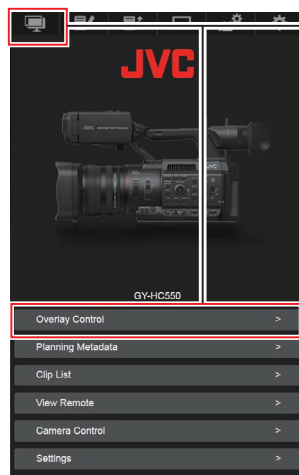 JVC
GY-HC550
Overlay Control >
Planning Metadata >
Clip List >
View Remote >
Camera Control >
Settings >